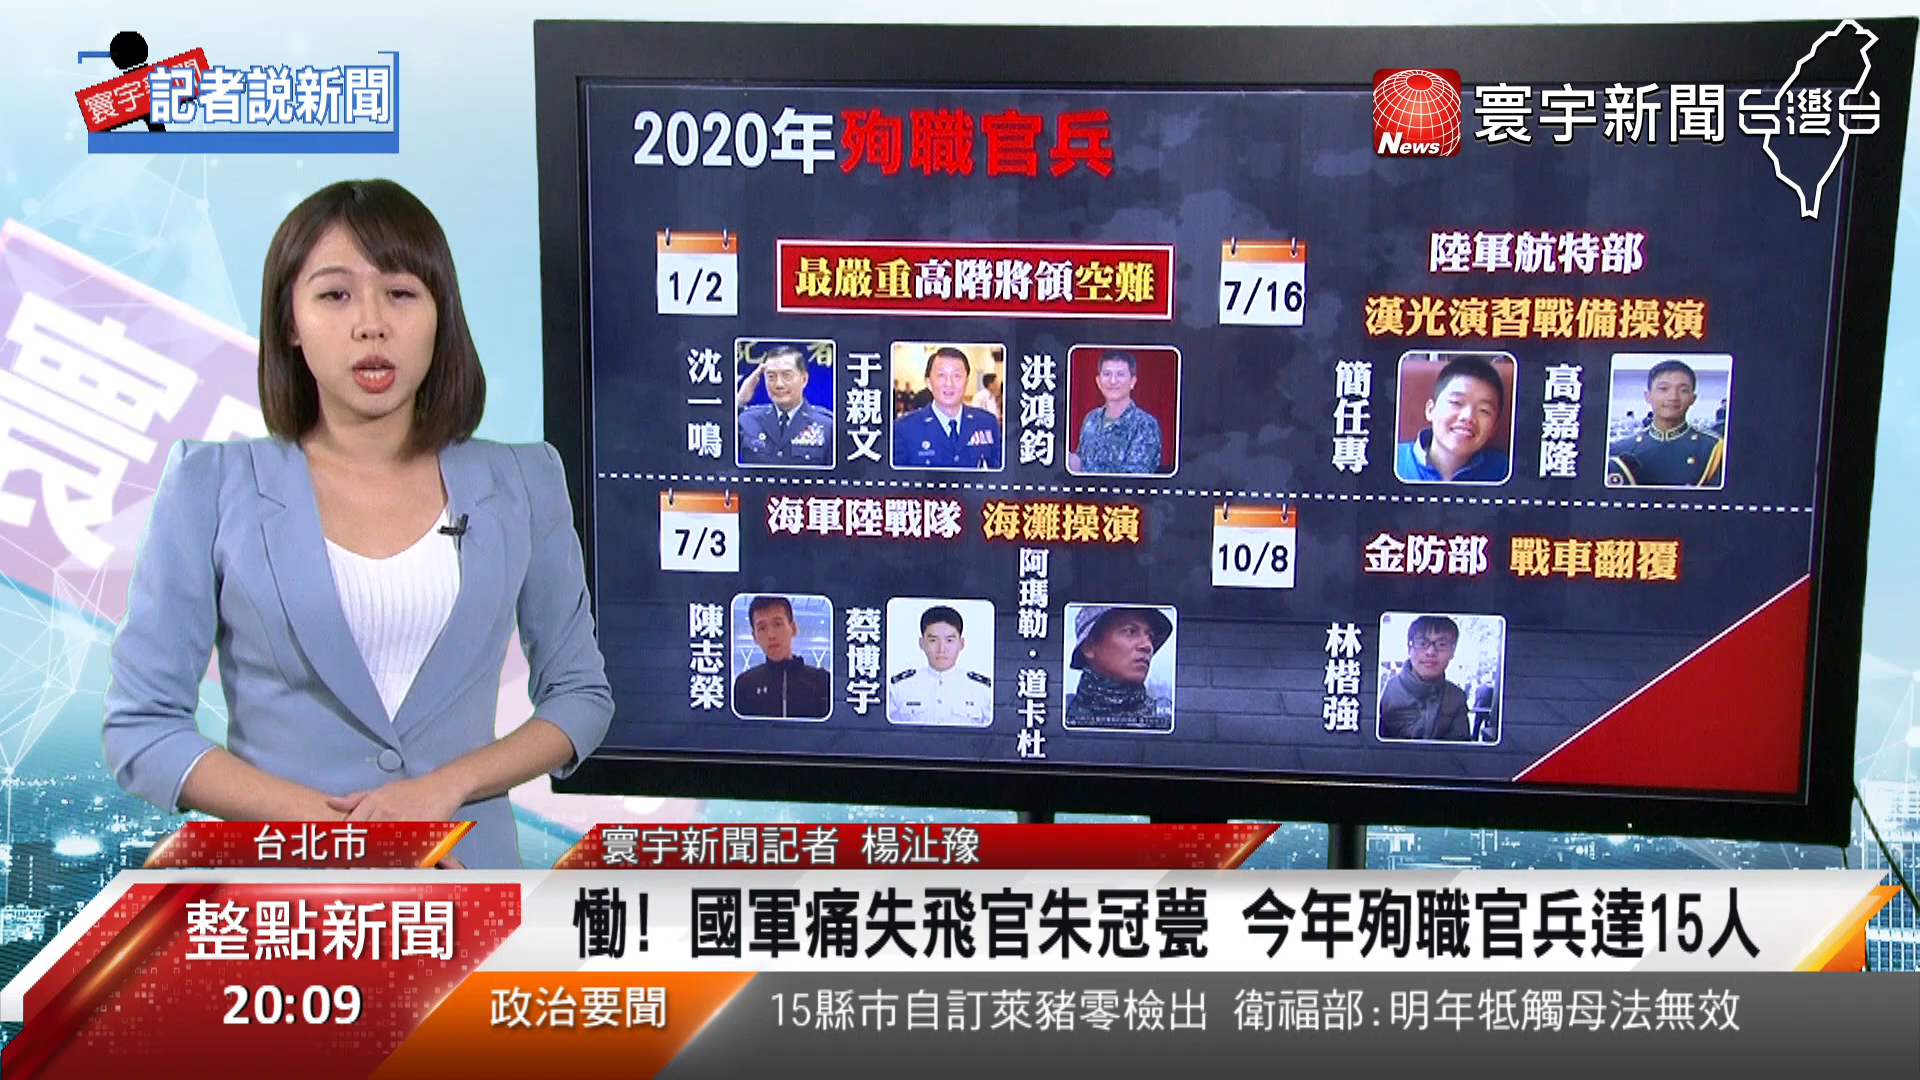 寰宇新聞
記者説新聞
News
寰宇新聞
台灣台
2020年殉職官兵
1/2
最嚴重高階將領空難
沈一鳴
于親文
洪鴻鈞
7/16
陸軍航特部
漢光演習戰備操演
簡任專
高嘉隆
7/3
海軍陸戰隊 海灘操演
陳志榮
蔡博宇
阿瑪勒·道卡杜
10/8
金防部 戰車翻覆
林楷強
台北市
寰宇新聞記者 楊沚豫
整點新聞
慟! 國軍痛失飛官朱冠甍 今年殉職官兵達15人
20:09
政治要聞
15縣市自訂萊豬零檢出 衛福部:明年牴觸母法無效